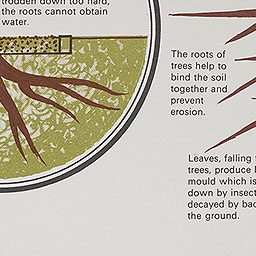 trodden down too hard,
the roots cannot obtain
water.
The roots of
trees help to
bind the soil
together and
prevent
erosion.
Leaves, falling
trees, produce
mould which is
down by insect
decayed by bac
the ground.